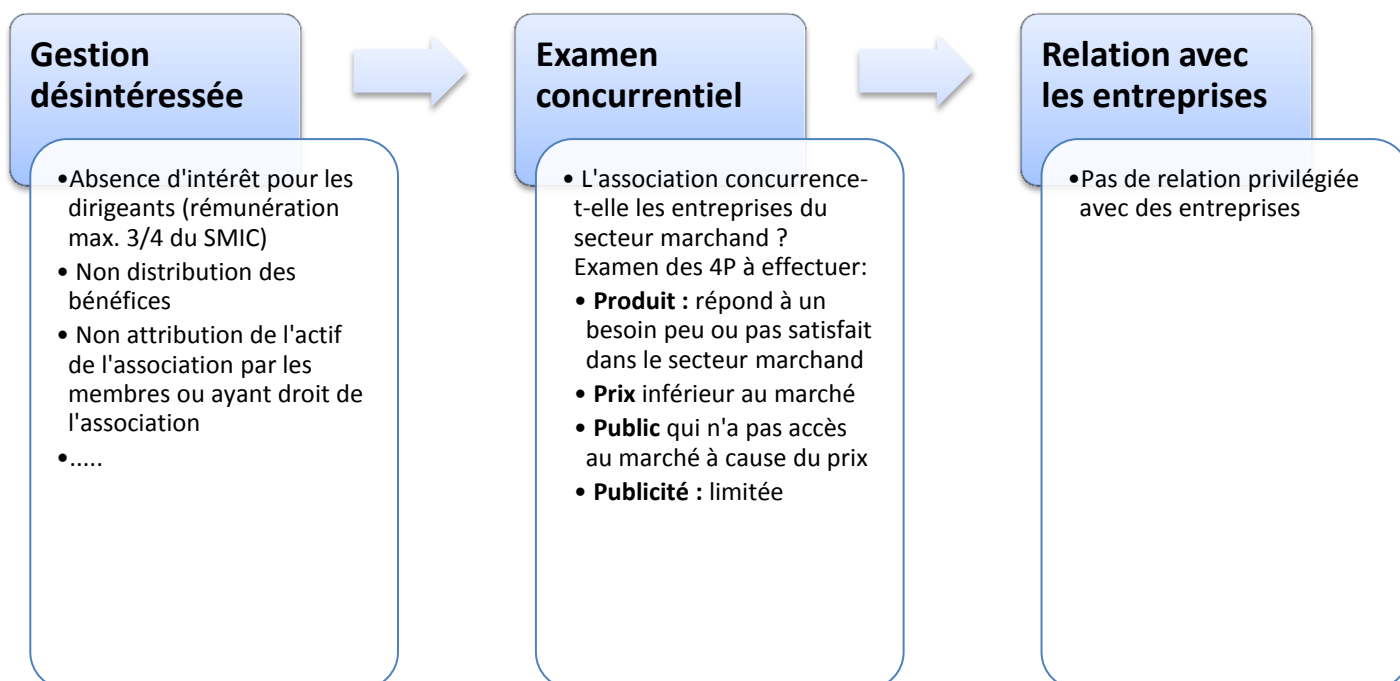 Gestion
désintéressée
•Absence d'intérêt pour les
dirigeants (rémunération
max. 3/4 du SMIC)
• Non distribution des
bénéfices
• Non attribution de l'actif
de l'association par les
membres ou ayant droit de
l'association
•.....
Examen
concurrentiel
• L'association concurrence-
t-elle les entreprises du
secteur marchand ?
Examen des 4P à effectuer:
• Produit : répond à un
besoin peu ou pas satisfait
dans le secteur marchand
• Prix inférieur au marché
• Public qui n'a pas accès
au marché à cause du prix
• Publicité : limitée
Relation avec
les entreprises
•Pas de relation privilégiée
avec des entreprises